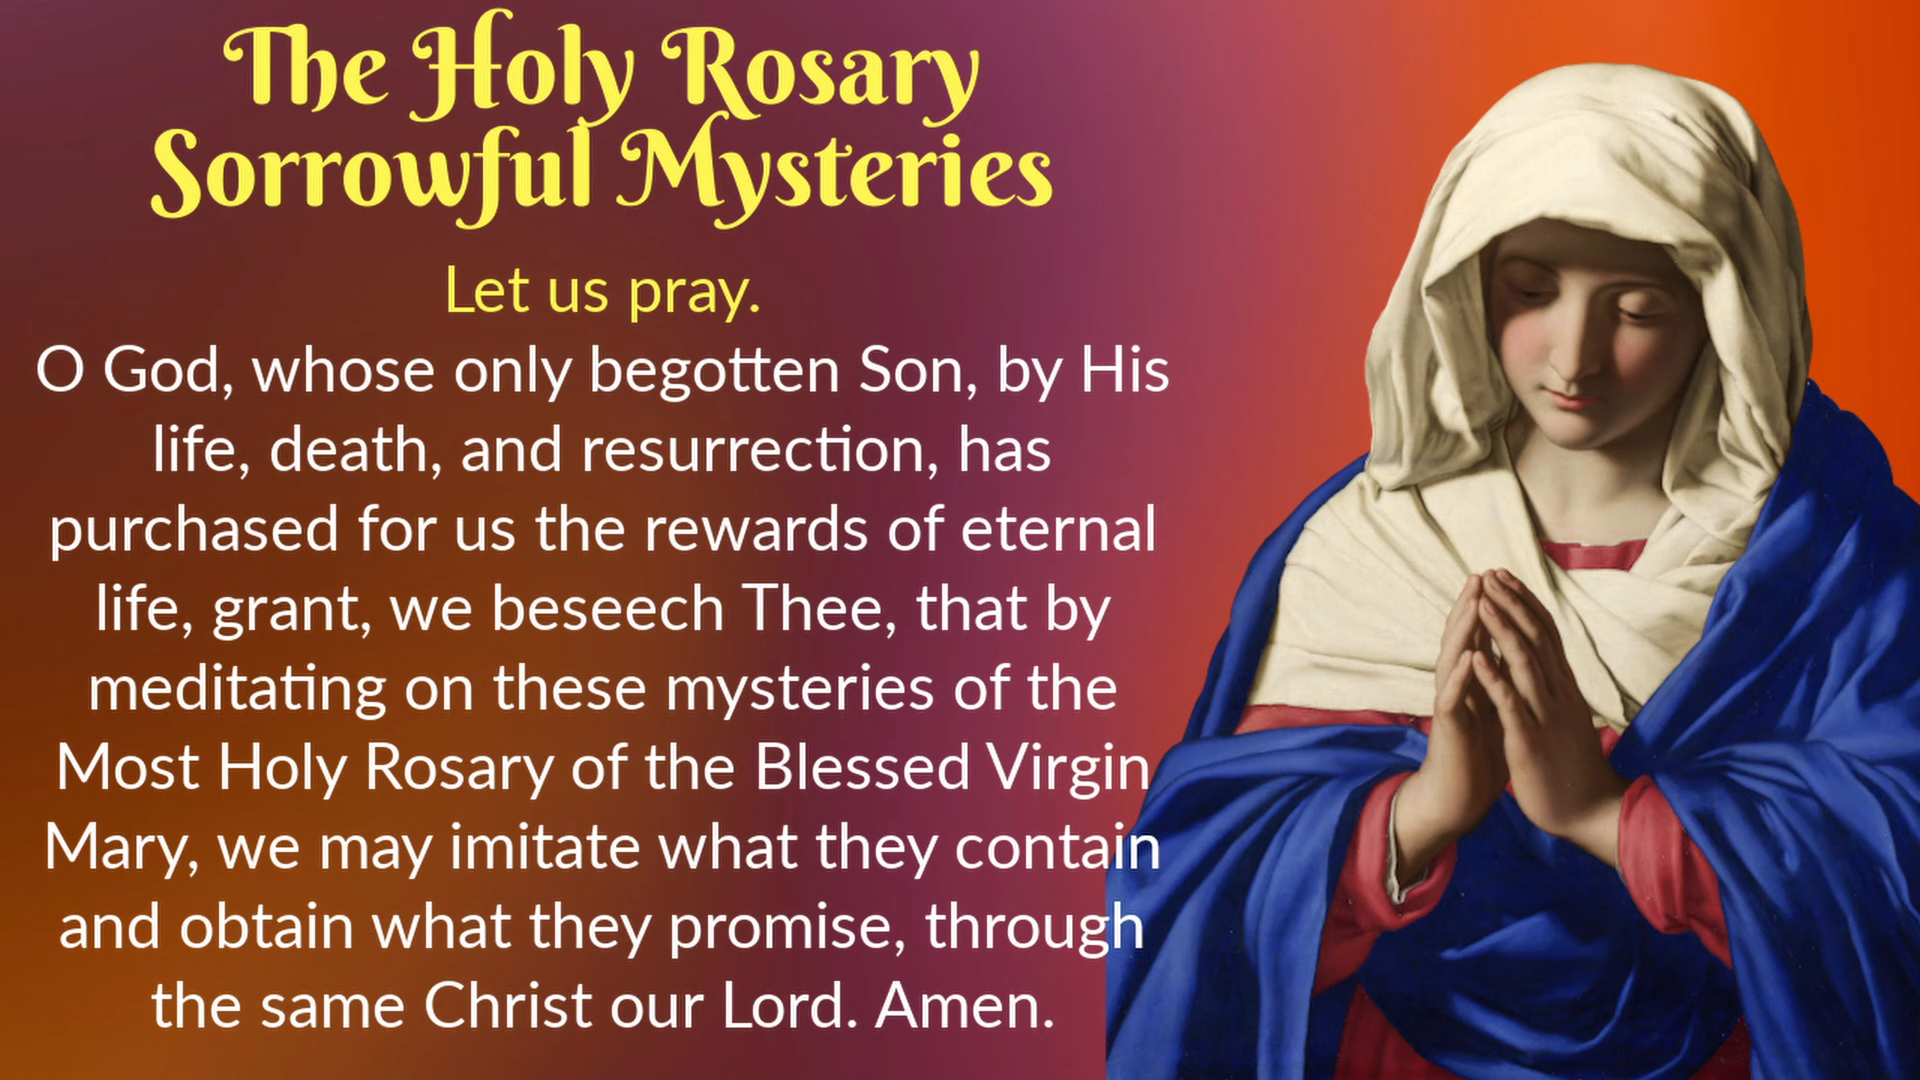 The Holy Rosary
Sorrowful Mysteries
Let us pray.
O God, whose only begotten Son, by His
life, death, and resurrection, has
purchased for us the rewards of eternal
life, grant, we beseech Thee, that by
meditating on these mysteries of the
Most Holy Rosary of the Blessed Virgin
Mary, we may imitate what they contain
and obtain what they promise, through
the same Christ our Lord. Amen.